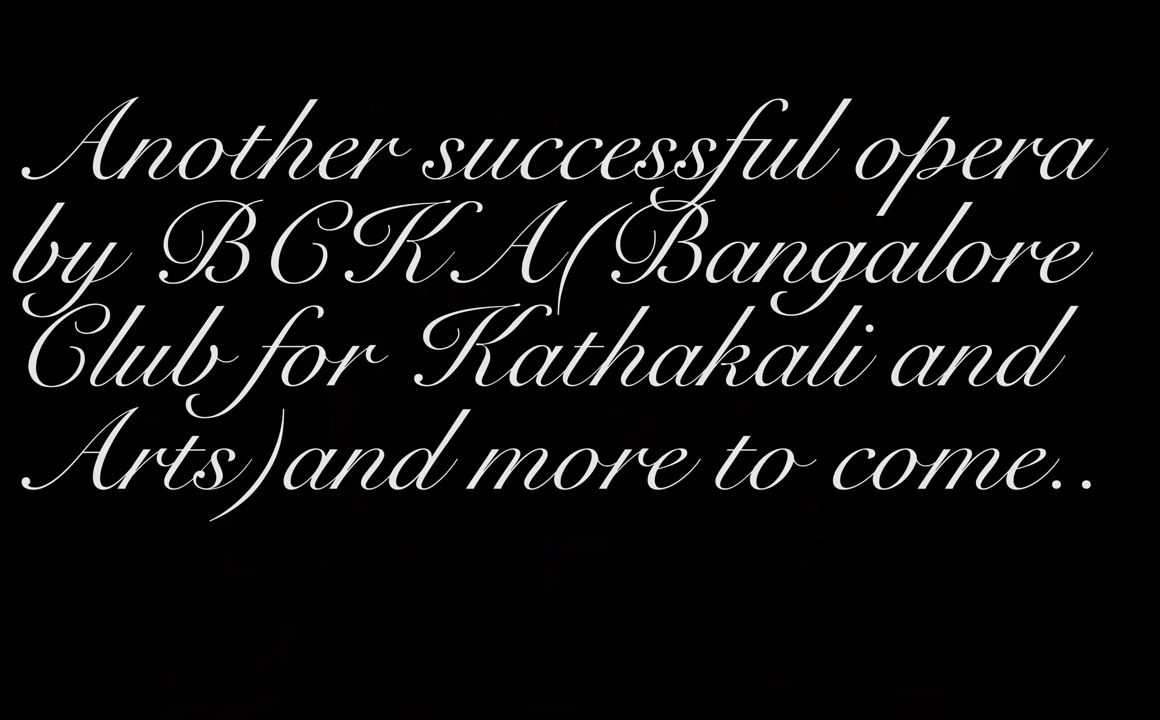 Another successful opera
by BCKA(Bangalore
Club for Kathakali and
Arts)and more to come..